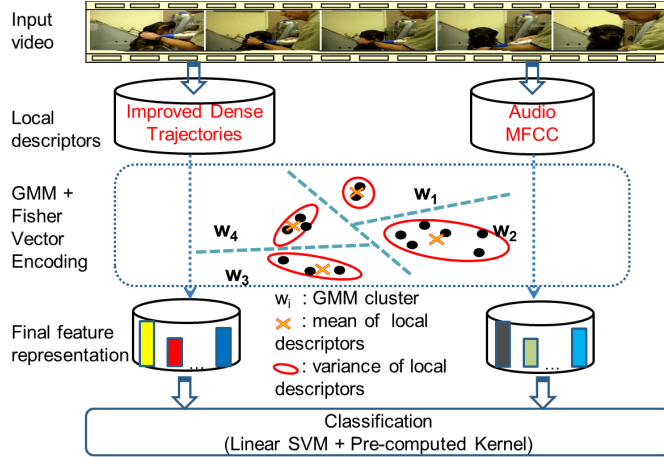 Input
video
Local
descriptors
Improved Dense
Trajectories
Audio
MFCC
GMM +
Fisher
Vector
Encoding
w₁
w₂
w₄
w₃
wᵢ : GMM cluster
: mean of local
descriptors
: variance of local
descriptors
Final feature
representation
...
...
Classification
(Linear SVM + Pre-computed Kernel)